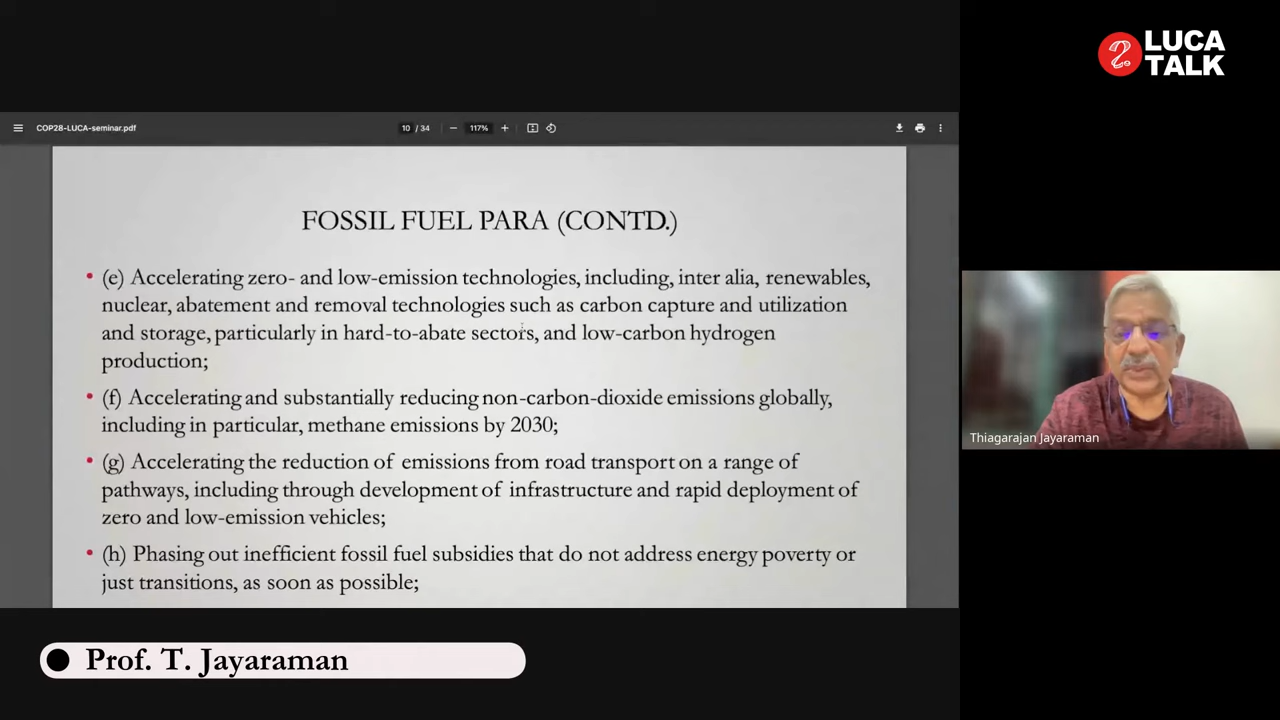 LUCA
TALK
COP28-LUCA-seminar.pdf
10 / 34
117%
FOSSIL FUEL PARA (CONTD.)
• (e) Accelerating zero- and low-emission technologies, including, inter alia, renewables,
nuclear, abatement and removal technologies such as carbon capture and utilization
and storage, particularly in hard-to-abate sectors, and low-carbon hydrogen
production;
• (f) Accelerating and substantially reducing non-carbon-dioxide emissions globally,
including in particular, methane emissions by 2030;
• (g) Accelerating the reduction of emissions from road transport on a range of
pathways, including through development of infrastructure and rapid deployment of
zero and low-emission vehicles;
• (h) Phasing out inefficient fossil fuel subsidies that do not address energy poverty or
just transitions, as soon as possible;
Thiagarajan Jayaraman
Prof. T. Jayaraman